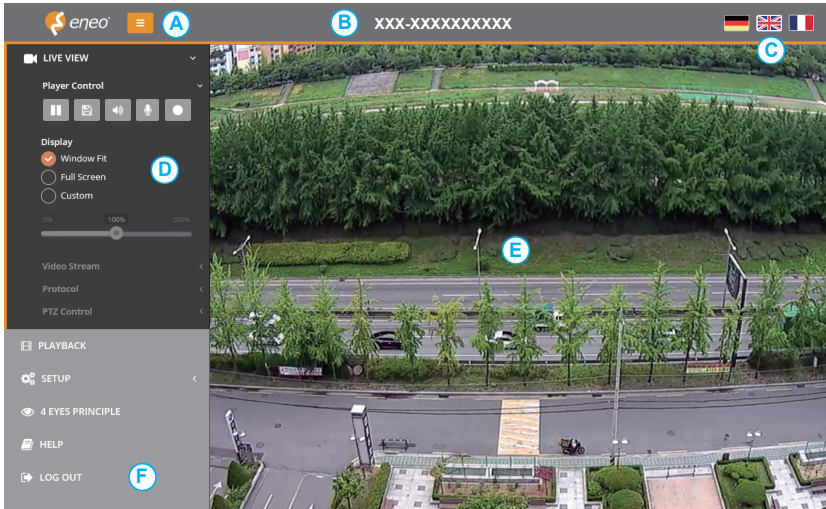 eneo
A
B
XXX-XXXXXXXXXX
C
LIVE VIEW
Player Control
Display
Window Fit
Full Screen
Custom
D
0% 100% 200%
Video Stream
Protocol
PTZ Control
E
PLAYBACK
SETUP
4 EYES PRINCIPLE
HELP
LOG OUT
F